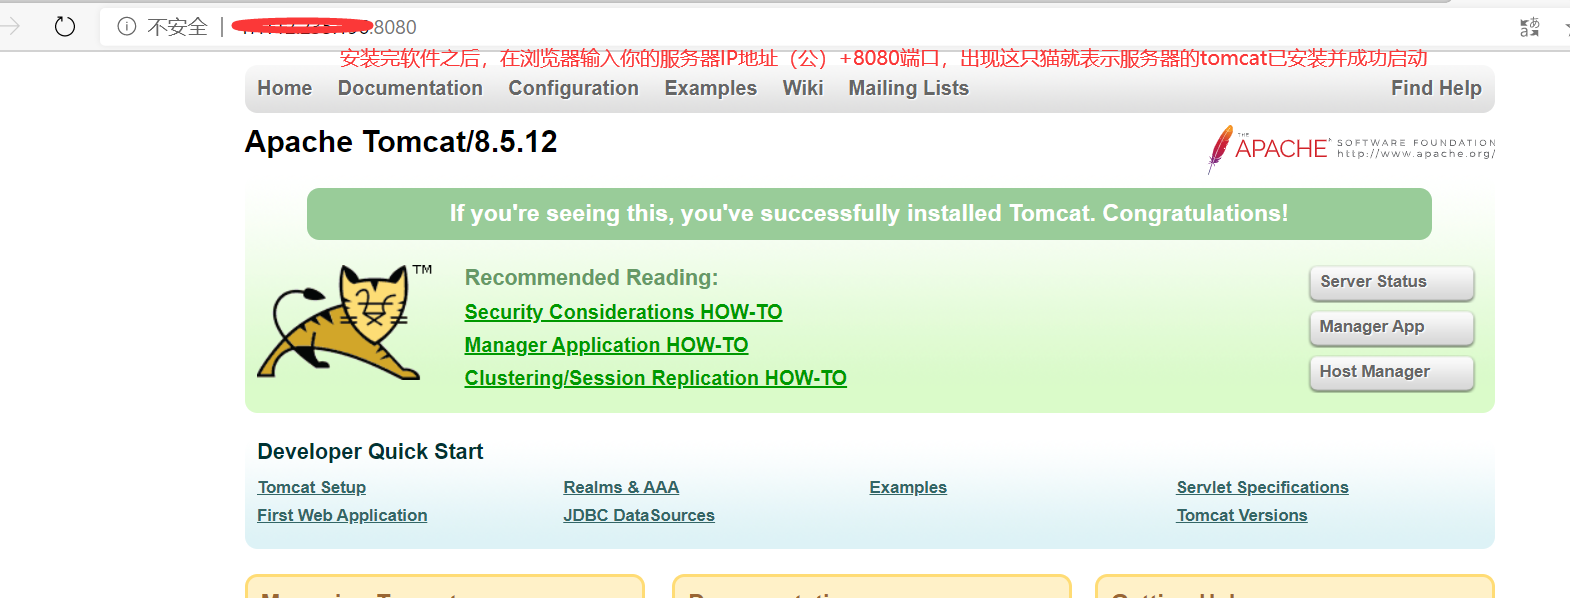 不安全 | :8080
安装完软件之后，在浏览器输入你的服务器IP地址（公）+8080端口，出现这只猫就表示服务器的tomcat已安装并成功启动
Home Documentation Configuration Examples Wiki Mailing Lists Find Help
Apache Tomcat/8.5.12
THE APACHE SOFTWARE FOUNDATION
http://www.apache.org/
If you're seeing this, you've successfully installed Tomcat. Congratulations!
TM
Recommended Reading:
Security Considerations HOW-TO
Manager Application HOW-TO
Clustering/Session Replication HOW-TO
Server Status
Manager App
Host Manager
Developer Quick Start
Tomcat Setup
First Web Application
Realms & AAA
JDBC DataSources
Examples
Servlet Specifications
Tomcat Versions